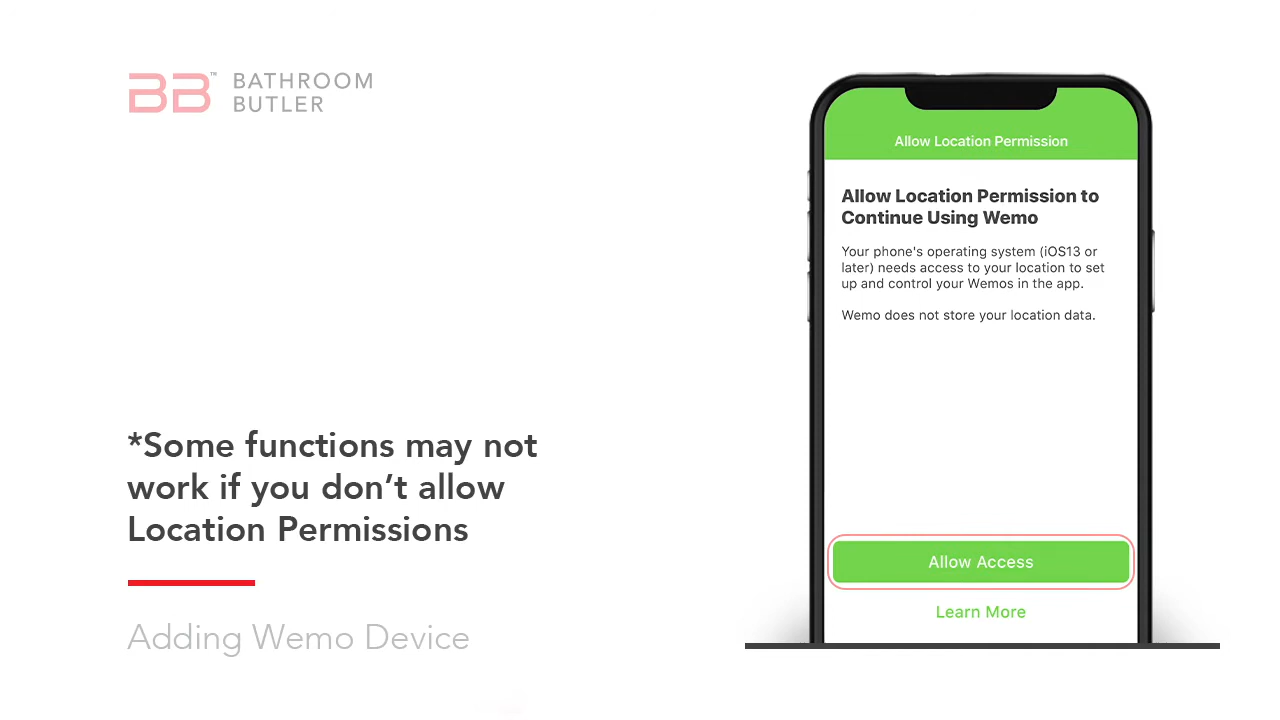 BB™ BATHROOM
BUTLER
*Some functions may not
work if you don’t allow
Location Permissions
Adding Wemo Device
Allow Location Permission
Allow Location Permission to
Continue Using Wemo
Your phone's operating system (iOS13 or
later) needs access to your location to set
up and control your Wemos in the app.
Wemo does not store your location data.
Allow Access
Learn More